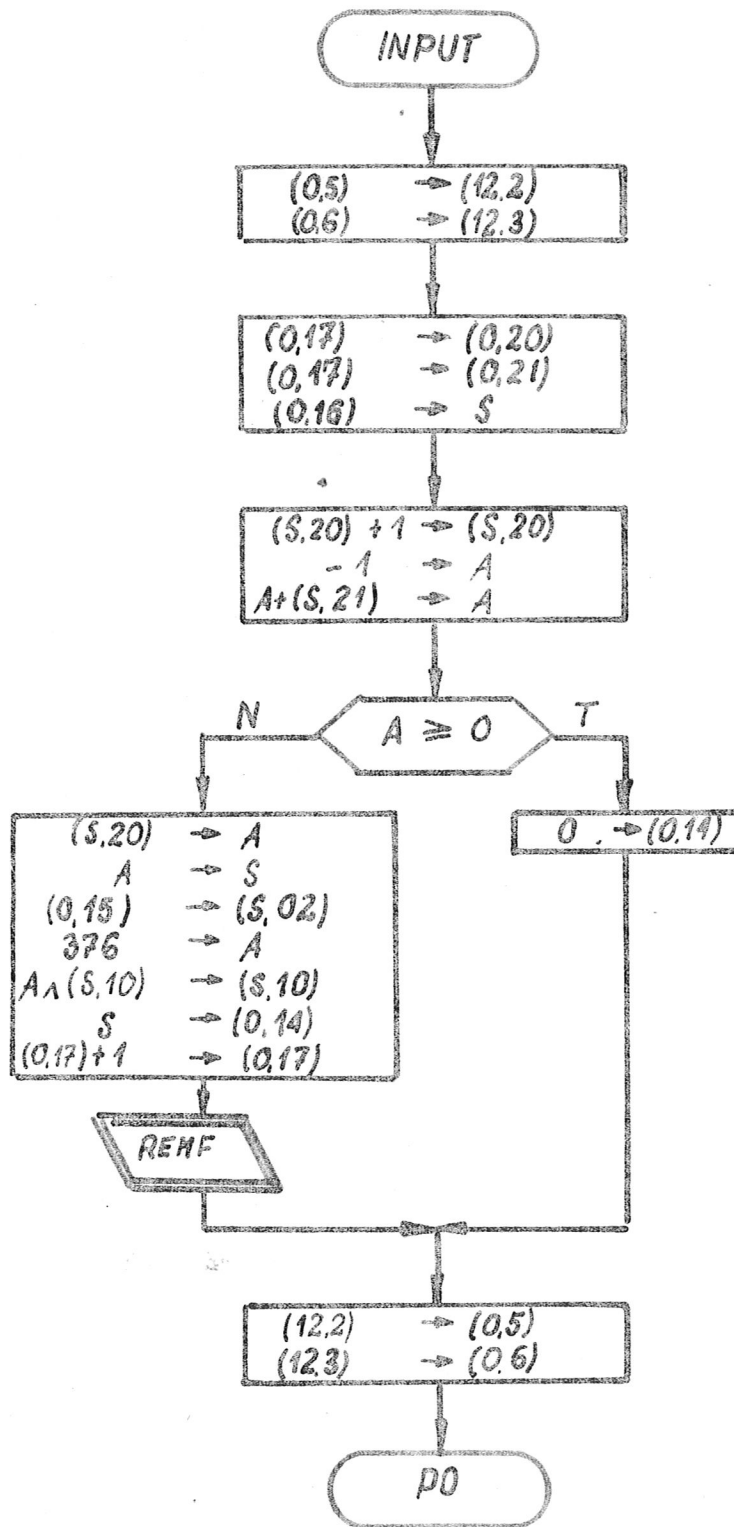 INPUT
(0,5) → (12,2)
(0,6) → (12,3)
(0,17) → (0,20)
(0,17) → (0,21)
(0,16) → S
(S,20) +1 → (S,20)
-1 → A
A+(S,21) → A
N
A ≥ 0
T
(S,20) → A
A → S
(0,15) → (S,02)
376 → A
A∧(S,10) → (S,10)
S → (0,14)
(0,17)+1 → (0,17)
0 → (0,14)
REMF
(12,2) → (0,5)
(12,3) → (0,6)
PO